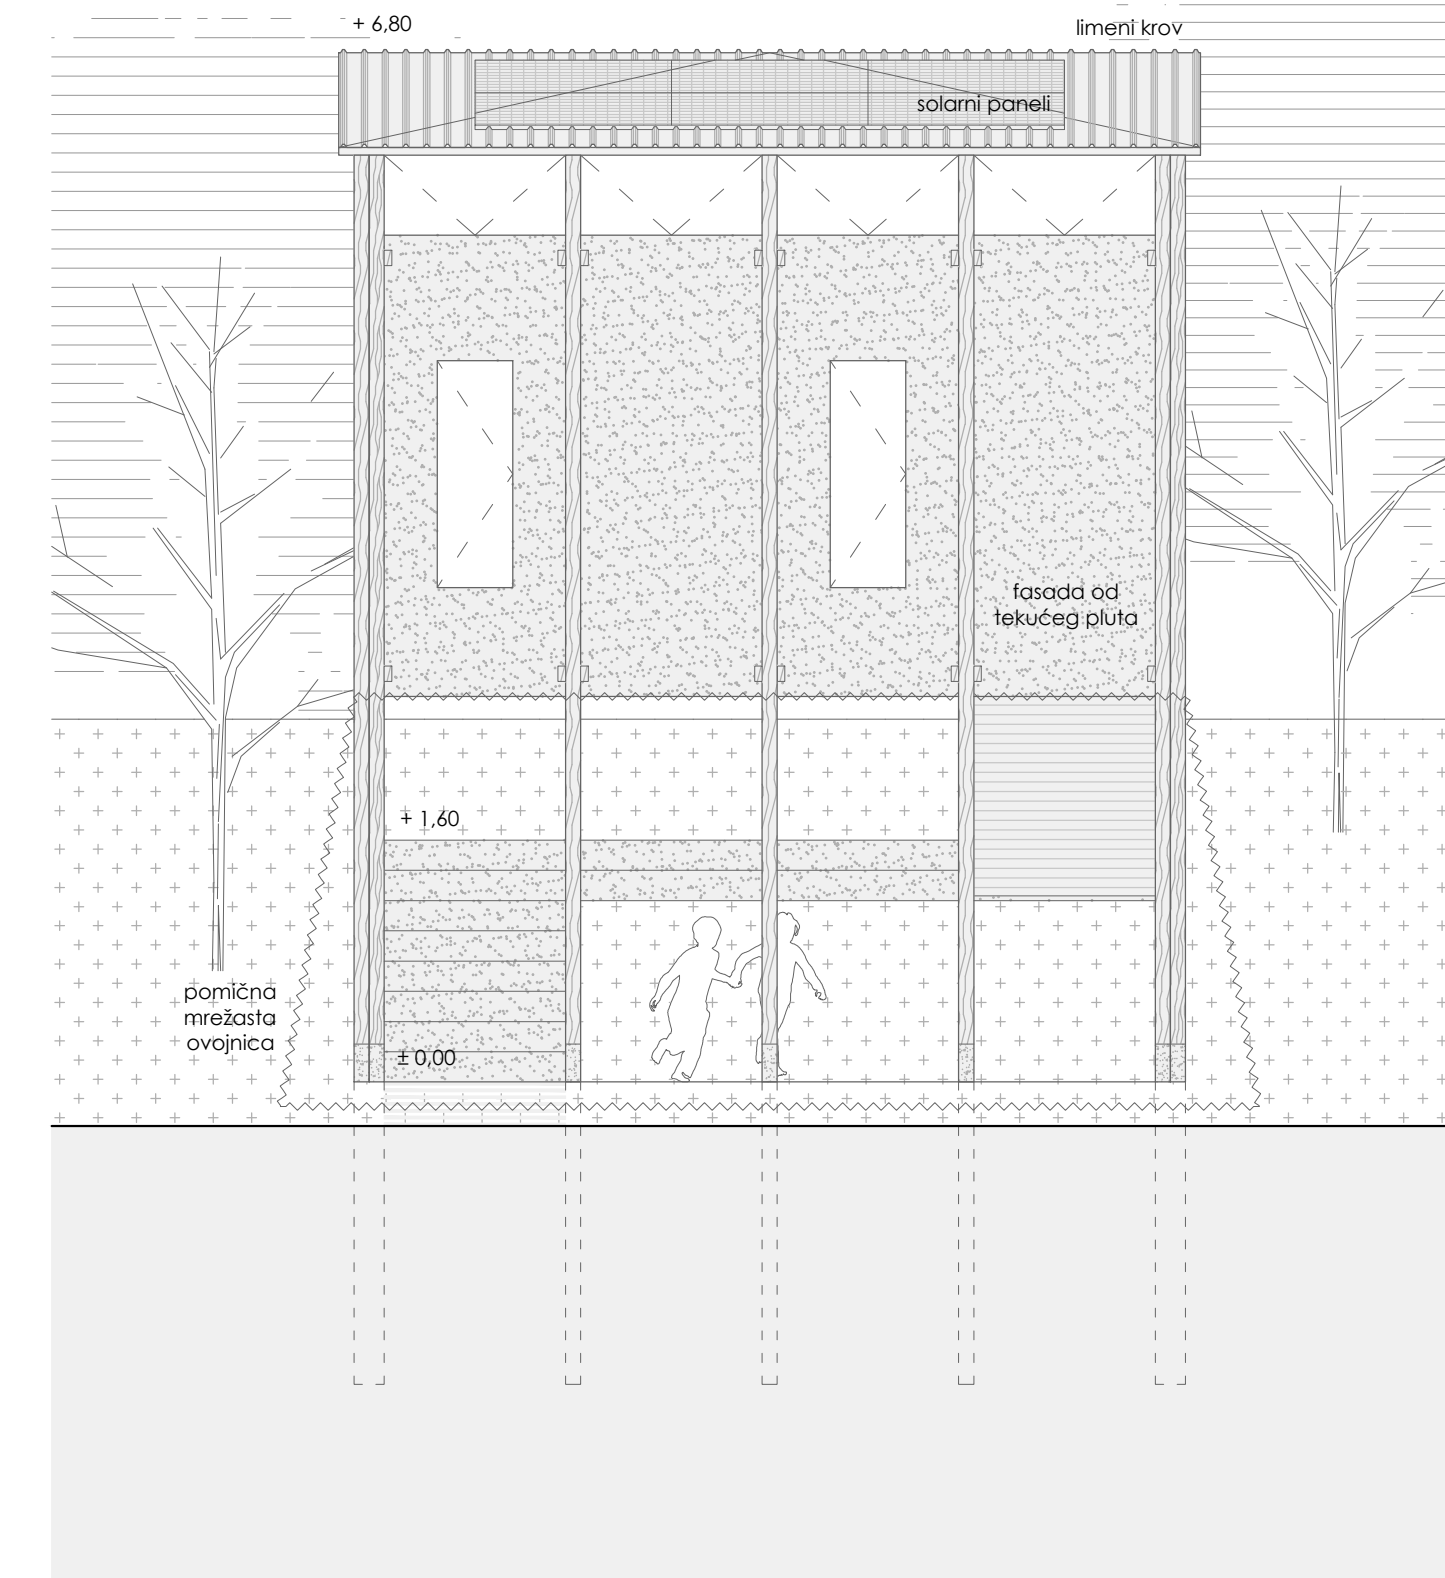 + 6,80
limeni krov
solarni paneli
fasada od
tekućeg pluta
+ 1,60
pomična
mrežasta
ovojnica
± 0,00